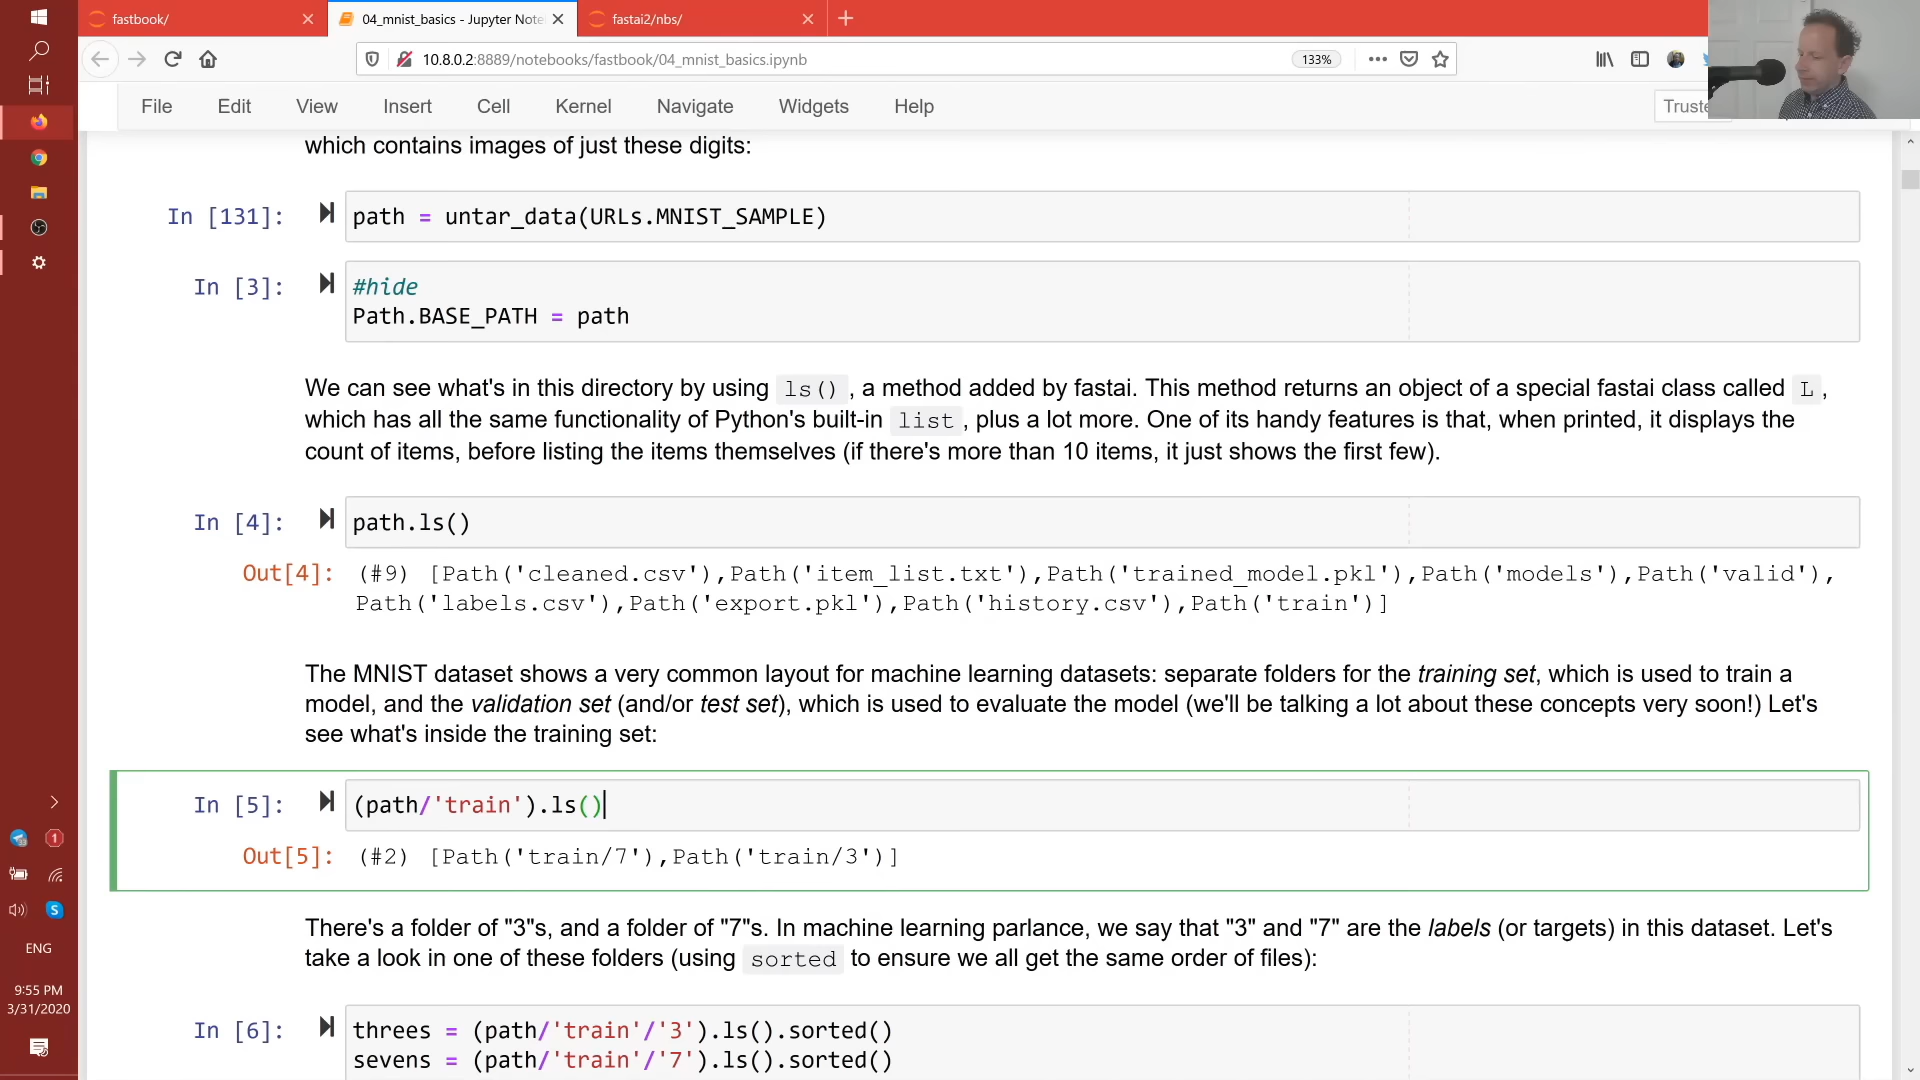 fastbook/
04_mnist_basics - Jupyter Note
fastai2/nbs/
10.8.0.2:8889/notebooks/fastbook/04_mnist_basics.ipynb
133%
File Edit View Insert Cell Kernel Navigate Widgets Help
Truste
which contains images of just these digits:
In [131]: path = untar_data(URLs.MNIST_SAMPLE)
In [3]: #hide
Path.BASE_PATH = path
We can see what's in this directory by using ls(), a method added by fastai. This method returns an object of a special fastai class called L,
which has all the same functionality of Python's built-in list, plus a lot more. One of its handy features is that, when printed, it displays the
count of items, before listing the items themselves (if there's more than 10 items, it just shows the first few).
In [4]: path.ls()
Out[4]: (#9) [Path('cleaned.csv'),Path('item_list.txt'),Path('trained_model.pkl'),Path('models'),Path('valid'),
Path('labels.csv'),Path('export.pkl'),Path('history.csv'),Path('train')]
The MNIST dataset shows a very common layout for machine learning datasets: separate folders for the training set, which is used to train a
model, and the validation set (and/or test set), which is used to evaluate the model (we'll be talking a lot about these concepts very soon!) Let's
see what's inside the training set:
In [5]: (path/'train').ls()
Out[5]: (#2) [Path('train/7'),Path('train/3')]
There's a folder of "3"s, and a folder of "7"s. In machine learning parlance, we say that "3" and "7" are the labels (or targets) in this dataset. Let's
take a look in one of these folders (using sorted to ensure we all get the same order of files):
In [6]: threes = (path/'train'/'3').ls().sorted()
sevens = (path/'train'/'7').ls().sorted()
1
S
ENG
9:55 PM
3/31/2020